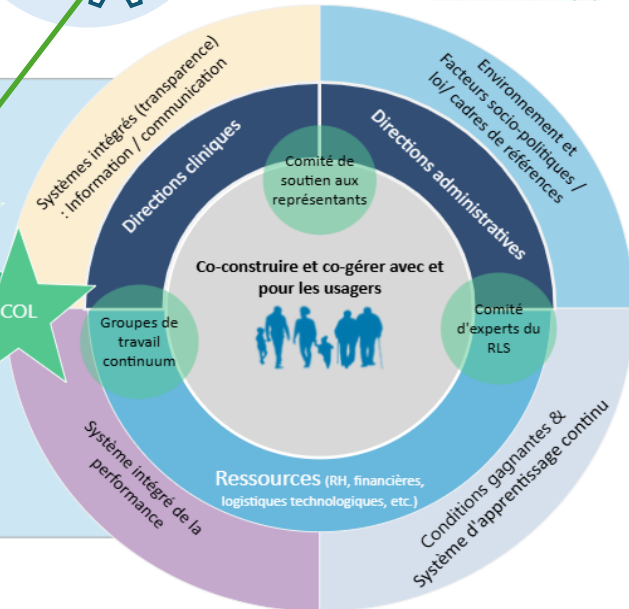 Systèmes intégrés (transparence)
: Information / communication
Environnement et
Facteurs socio-politiques /
loi/ cadres de références
Directions cliniques
Directions administratives
Comité de
soutien aux
représentants
Co-construire et co-gérer avec et
pour les usagers
COL
Groupes de
travail
continuum
Comité
d'experts du
RLS
Ressources (RH, financières,
logistiques technologiques, etc.)
Système intégré de la
performance
Conditions gagnantes &
Système d'apprentissage continu